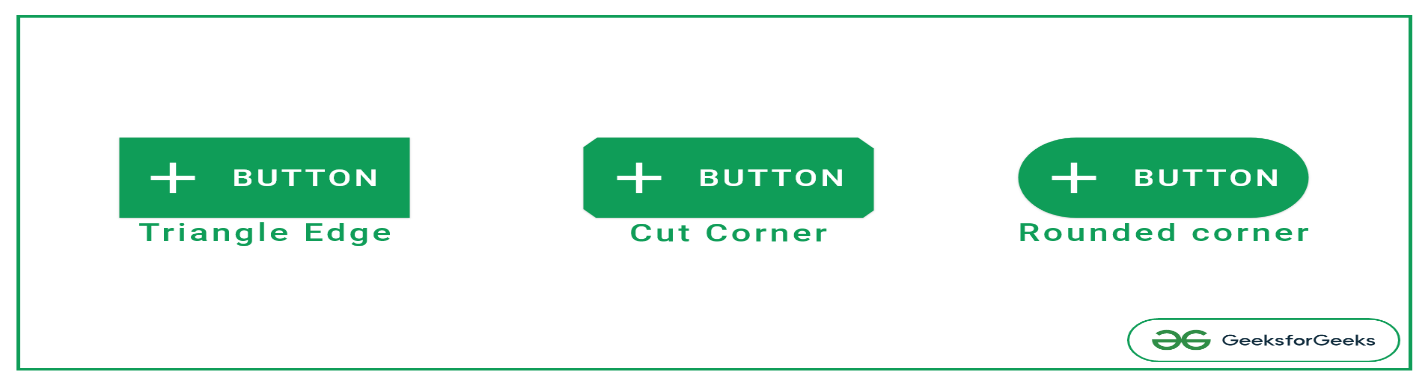 + BUTTON
Triangle Edge
+ BUTTON
Cut Corner
+ BUTTON
Rounded corner
GeeksforGeeks